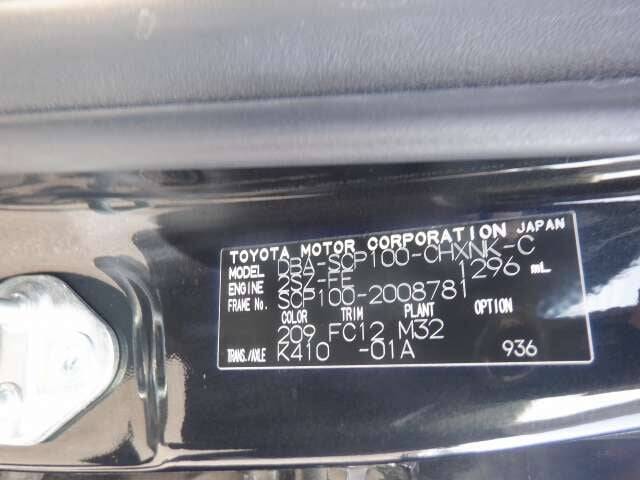 TOYOTA MOTOR CORPORATION JAPAN
MODEL DBA-SCP100-CHXNK-C
ENGINE 2SZ-FE 1296 mL
FRAME No. SCP100-2008781
COLOR TRIM PLANT OPTION
209 FC12 M32
TRANS./AXLE K410 -01A 936